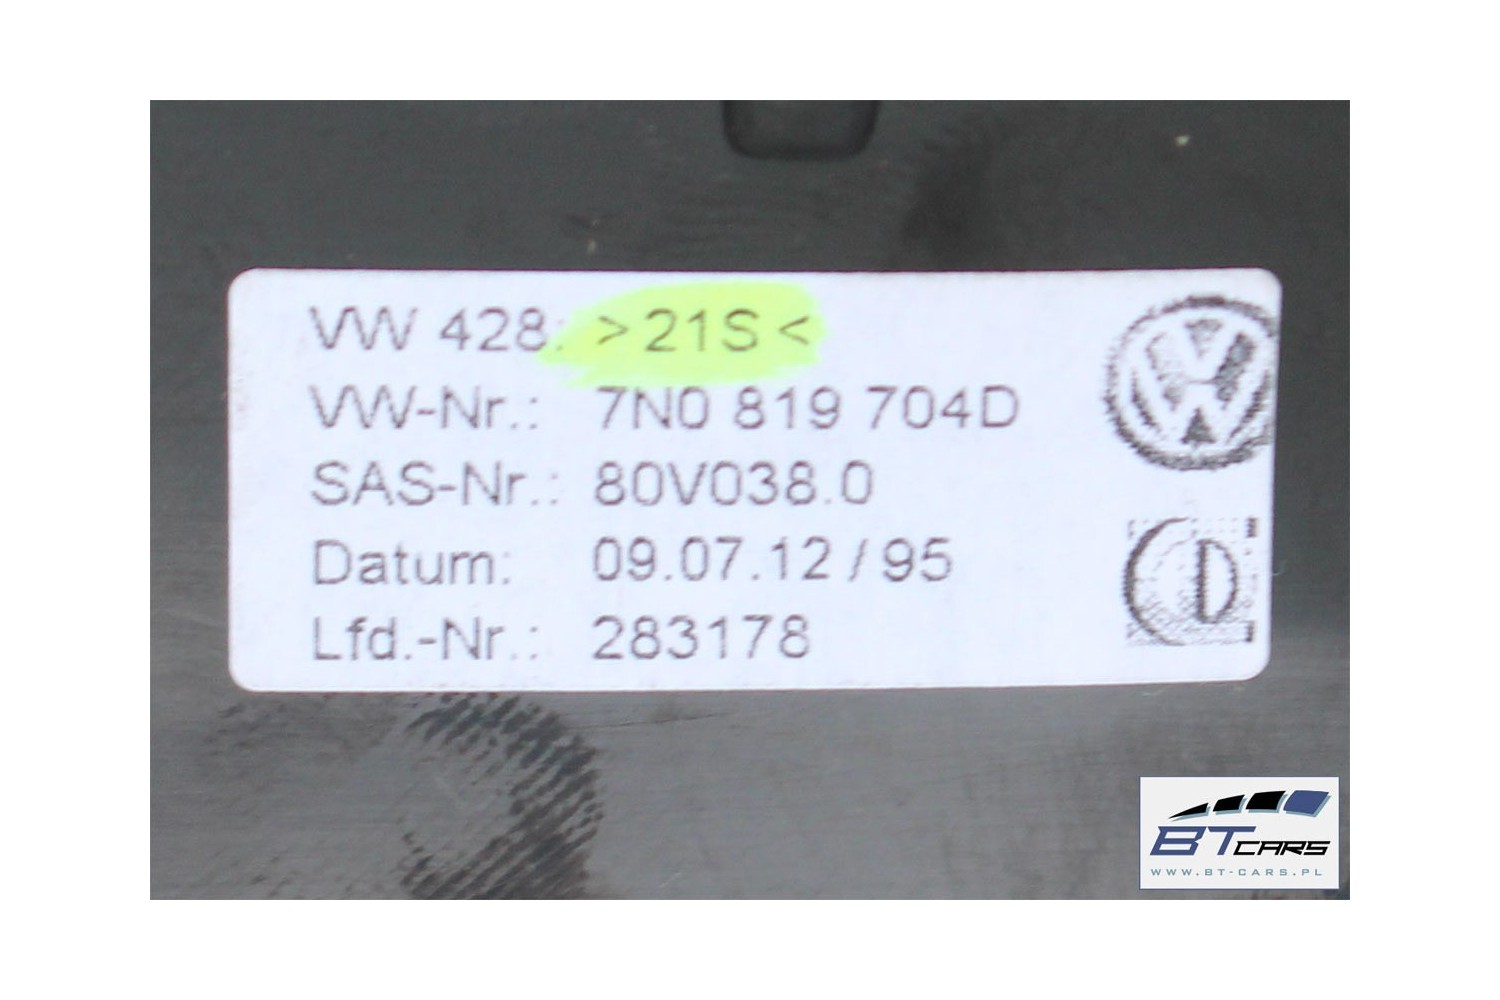 VW 428: >21S<
VW-Nr.: 7N0 819 704D
SAS-Nr.: 80V038.0
Datum: 09.07.12 / 95
Lfd.-Nr.: 283178
BT CARS
WWW.BT-CARS.PL